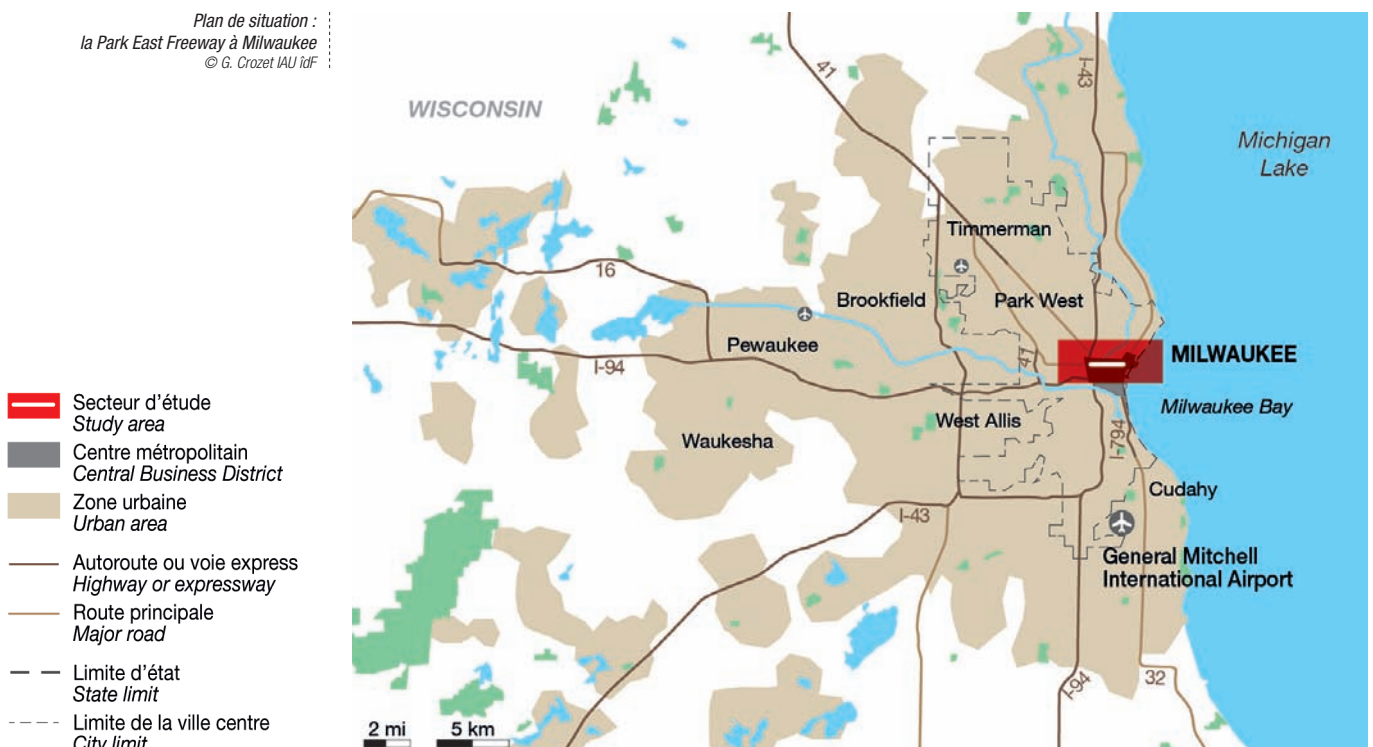 Plan de situation :
la Park East Freeway à Milwaukee
© G. Crozet IAU îdF
WISCONSIN
41
I-43
Michigan
Lake
Timmerman
16
Brookfield
Park West
Pewaukee
I-94
41
MILWAUKEE
Milwaukee Bay
West Allis
Waukesha
I-794
Cudahy
I-43
General Mitchell
International Airport
I-94
32
Secteur d'étude
Study area
Centre métropolitain
Central Business District
Zone urbaine
Urban area
Autoroute ou voie express
Highway or expressway
Route principale
Major road
Limite d'état
State limit
Limite de la ville centre
City limit
2 mi
5 km